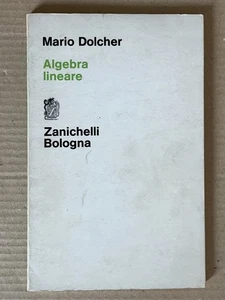 Mario Dolcher
Algebra
lineare
Zanichelli
Bologna